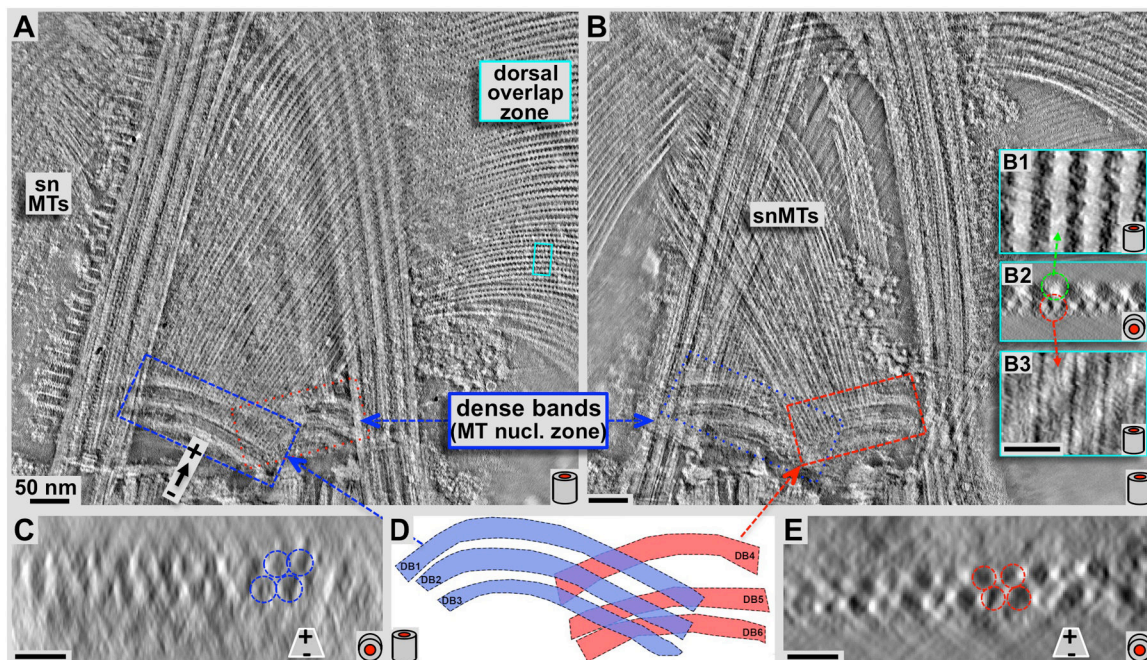 A
B
dorsal
overlap
zone
sn
MTs
snMTs
B1
B2
B3
dense bands
(MT nucl. zone)
+
-
50 nm
C
D
E
DB1
DB2
DB3
DB4
DB5
DB6
+
-
+
-